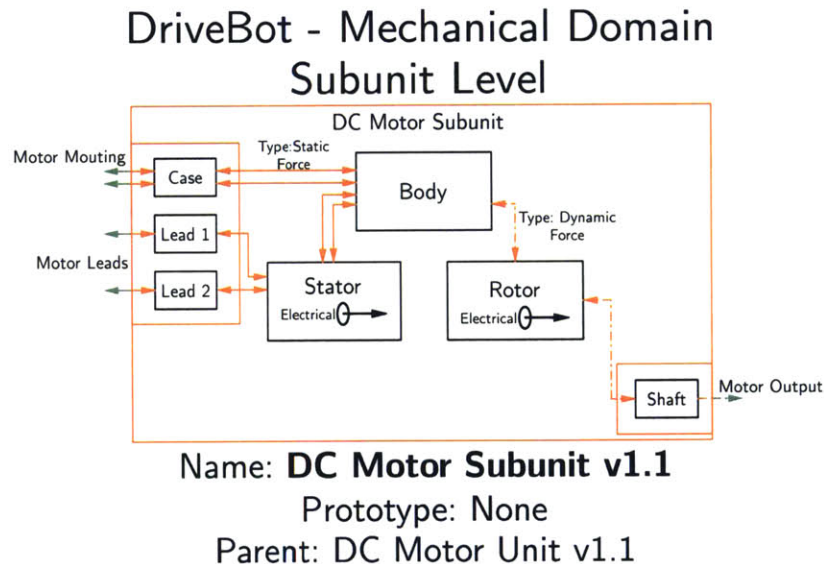 DriveBot - Mechanical Domain
Subunit Level
DC Motor Subunit
Motor Mouting
Case
Type:Static
Force
Body
Lead 1
Type: Dynamic
Force
Motor Leads
Lead 2
Stator
Electrical
Rotor
Electrical
Shaft
Motor Output
Name: DC Motor Subunit v1.1
Prototype: None
Parent: DC Motor Unit v1.1